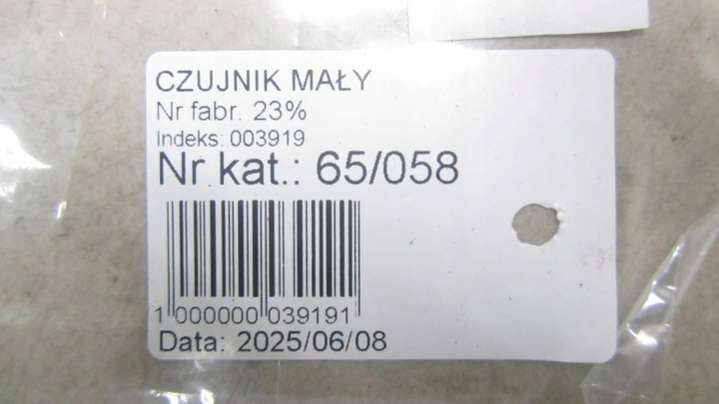 CZUJNIK MAŁY
Nr fabr. 23%
Indeks: 003919
Nr kat.: 65/058
1 000000 039191
Data: 2025/06/08